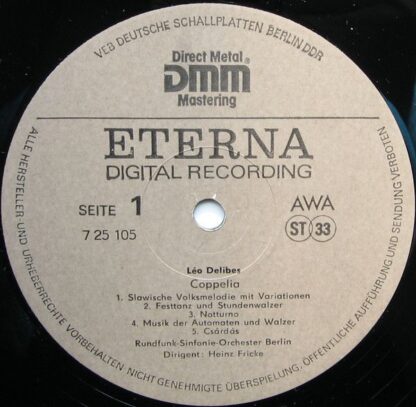 VEB DEUTSCHE SCHALLPLATTEN BERLIN DDR
Direct Metal
DMM®
Mastering
ETERNA
DIGITAL RECORDING
SEITE 1
AWA
7 25 105
ST 33
Léo Delibes
Coppelia
1. Slawische Volksmelodie mit Variationen
2. Festtanz und Stundenwalzer
3. Notturno
4. Musik der Automaten und Walzer
5. Csárdás
Rundfunk-Sinfonie-Orchester Berlin
Dirigent: Heinz Fricke
ALLE HERSTELLER- UND URHEBERRECHTE VORBEHALTEN NICHT GENEHMIGTE ÜBERSPIELUNG, ÖFFENTLICHE AUFFÜHRUNG UND SENDUNG VERBOTEN